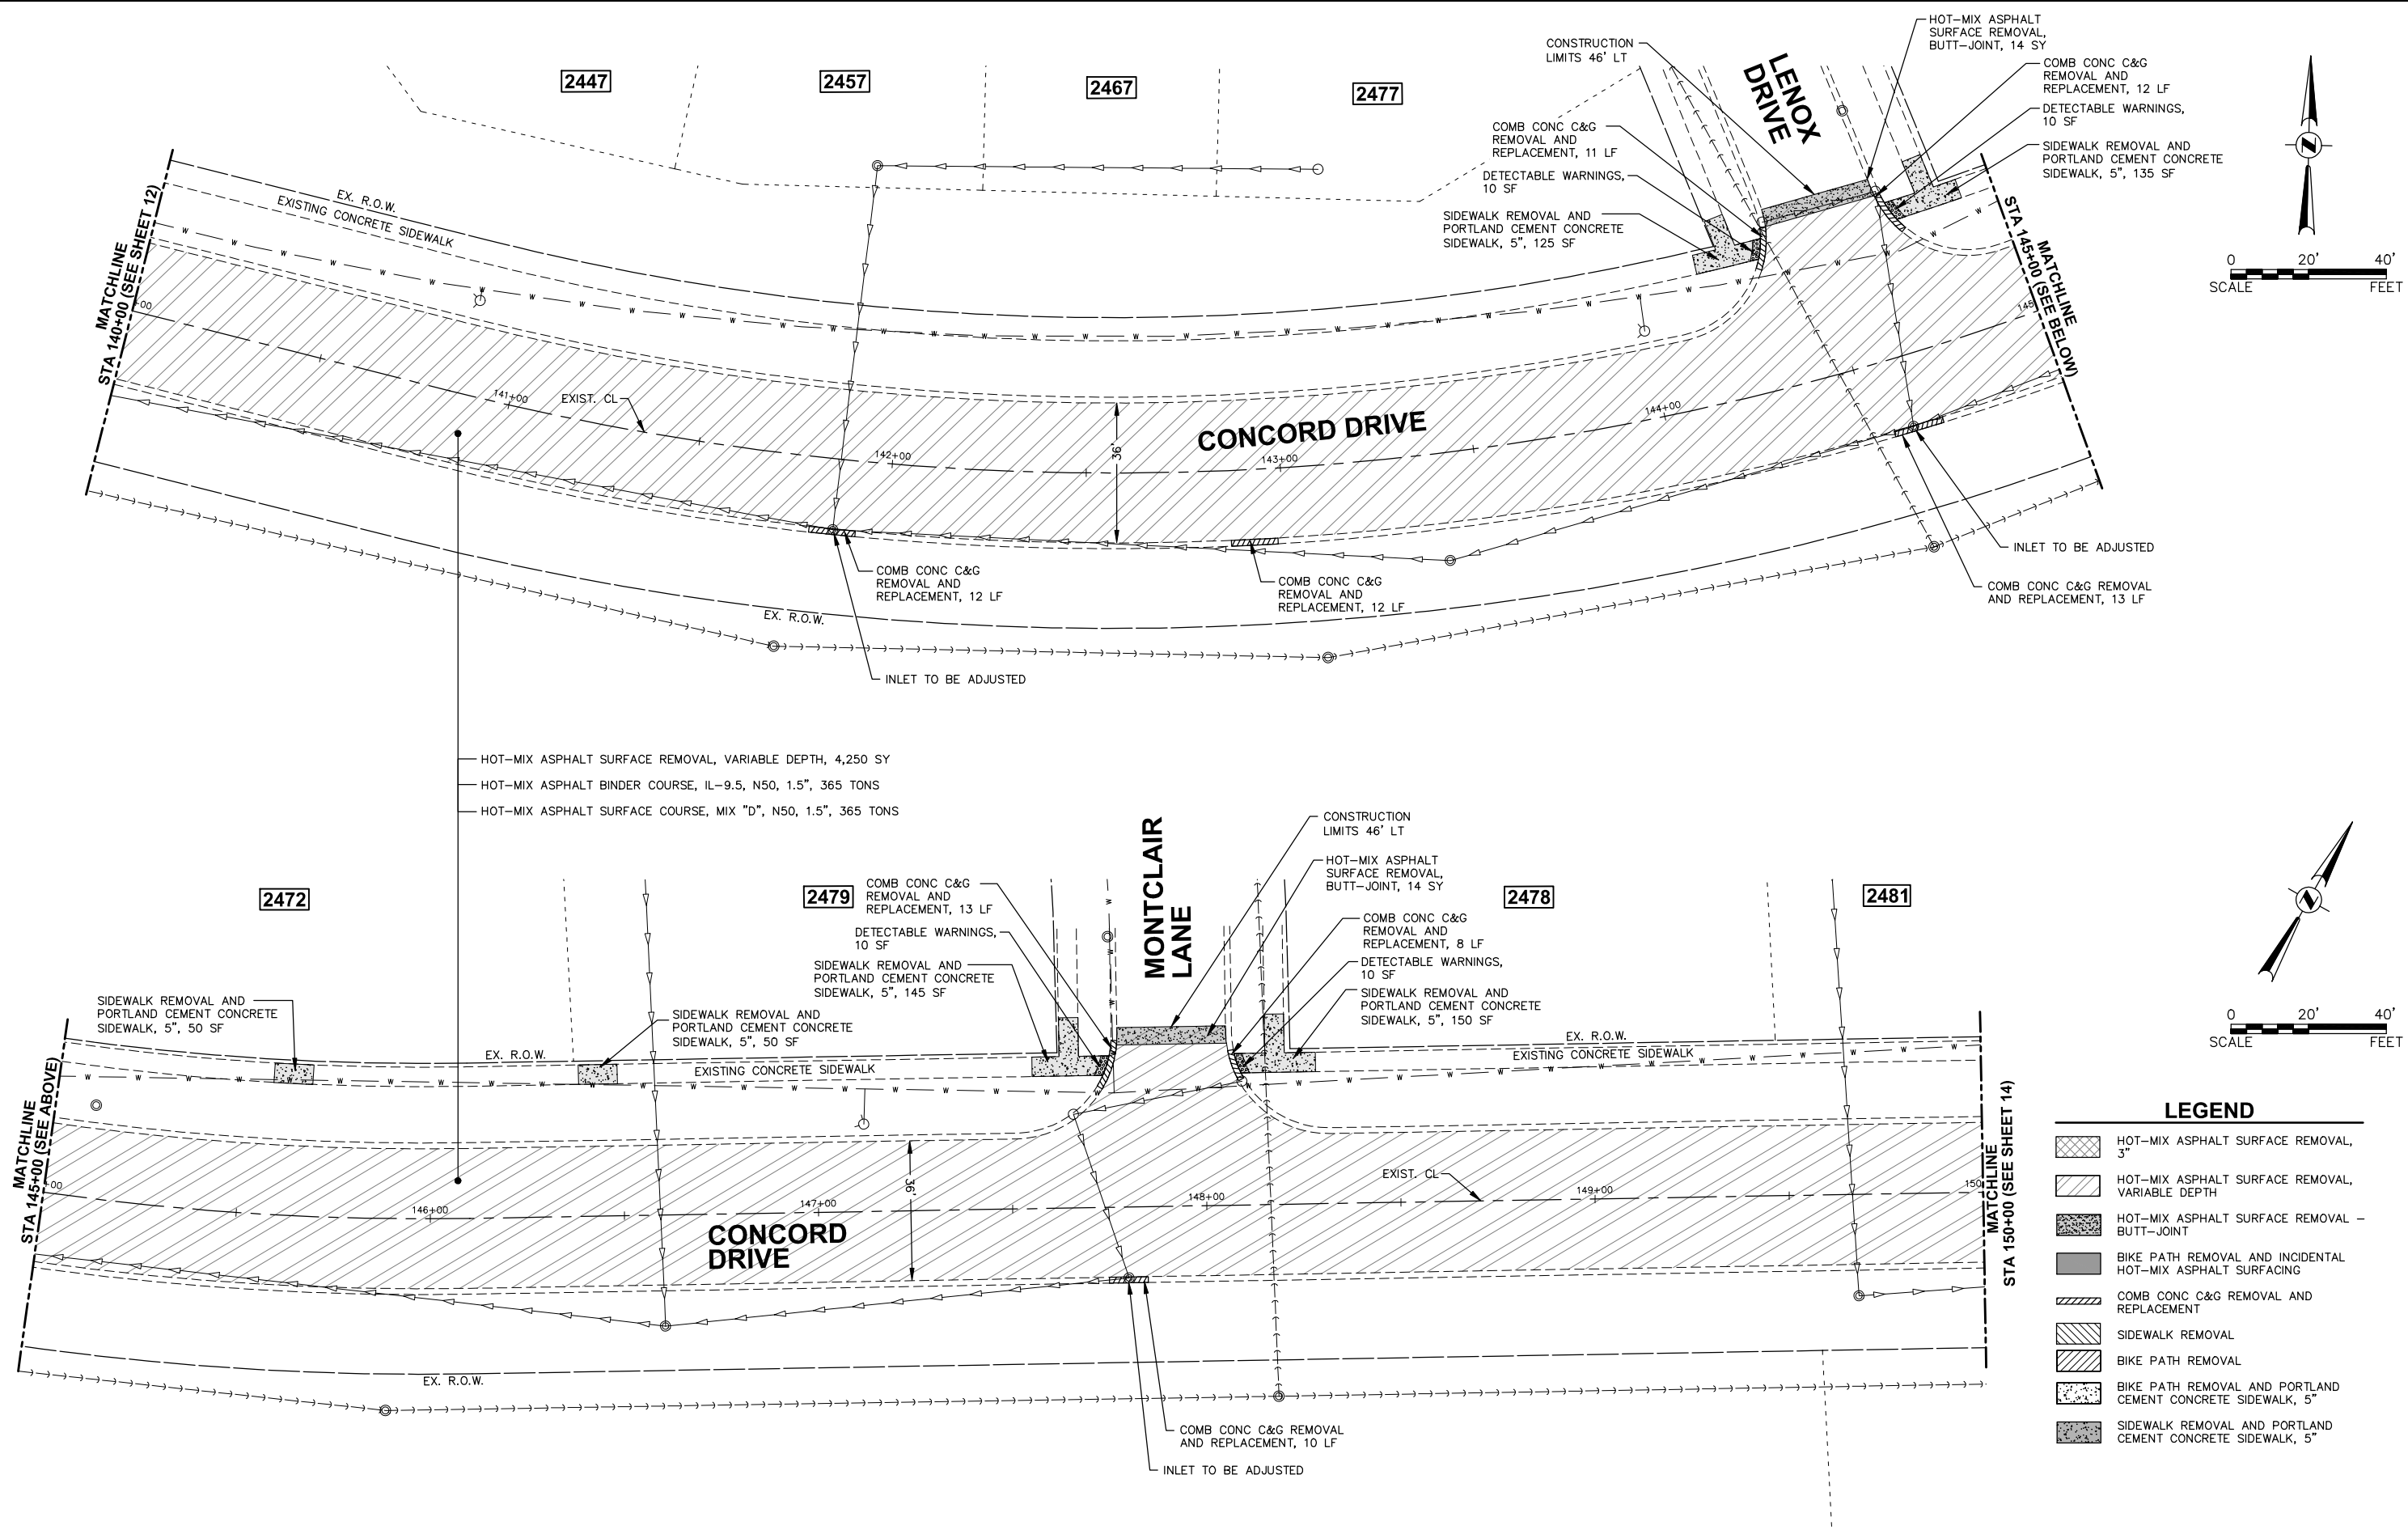 HOT-MIX ASPHALT
SURFACE REMOVAL,
BUTT-JOINT, 14 SY
CONSTRUCTION
LIMITS 46' LT
LENOX
DRIVE
COMB CONC C&G
REMOVAL AND
REPLACEMENT, 12 LF
DETECTABLE WARNINGS,
10 SF
SIDEWALK REMOVAL AND
PORTLAND CEMENT CONCRETE
SIDEWALK, 5", 135 SF
2447
2457
2467
2477
COMB CONC C&G
REMOVAL AND
REPLACEMENT, 11 LF
DETECTABLE WARNINGS,
10 SF
SIDEWALK REMOVAL AND
PORTLAND CEMENT CONCRETE
SIDEWALK, 5", 125 SF
N
0 20' 40'
SCALE FEET
MATCHLINE
STA 140+00 (SEE SHEET 12)
EX. R.O.W.
EXISTING CONCRETE SIDEWALK
MATCHLINE
STA 145+00 (SEE BELOW)
+00
141+00
EXIST. CL
142+00
36'
CONCORD DRIVE
143+00
144+00
145
COMB CONC C&G
REMOVAL AND
REPLACEMENT, 12 LF
COMB CONC C&G
REMOVAL AND
REPLACEMENT, 12 LF
INLET TO BE ADJUSTED
COMB CONC C&G REMOVAL
AND REPLACEMENT, 13 LF
EX. R.O.W.
INLET TO BE ADJUSTED
HOT-MIX ASPHALT SURFACE REMOVAL, VARIABLE DEPTH, 4,250 SY
HOT-MIX ASPHALT BINDER COURSE, IL-9.5, N50, 1.5", 365 TONS
HOT-MIX ASPHALT SURFACE COURSE, MIX "D", N50, 1.5", 365 TONS
CONSTRUCTION
LIMITS 46' LT
MONTCLAIR
LANE
HOT-MIX ASPHALT
SURFACE REMOVAL,
BUTT-JOINT, 14 SY
2472
2479
2478
2481
COMB CONC C&G
REMOVAL AND
REPLACEMENT, 13 LF
DETECTABLE WARNINGS,
10 SF
SIDEWALK REMOVAL AND
PORTLAND CEMENT CONCRETE
SIDEWALK, 5", 145 SF
COMB CONC C&G
REMOVAL AND
REPLACEMENT, 8 LF
DETECTABLE WARNINGS,
10 SF
SIDEWALK REMOVAL AND
PORTLAND CEMENT CONCRETE
SIDEWALK, 5", 150 SF
SIDEWALK REMOVAL AND
PORTLAND CEMENT CONCRETE
SIDEWALK, 5", 50 SF
SIDEWALK REMOVAL AND
PORTLAND CEMENT CONCRETE
SIDEWALK, 5", 50 SF
N
0 20' 40'
SCALE FEET
MATCHLINE
STA 145+00 (SEE ABOVE)
EX. R.O.W.
EXISTING CONCRETE SIDEWALK
EX. R.O.W.
EXISTING CONCRETE SIDEWALK
MATCHLINE
STA 150+00 (SEE SHEET 14)
+00
146+00
147+00
36'
148+00
EXIST. CL
149+00
150
CONCORD
DRIVE
EX. R.O.W.
COMB CONC C&G REMOVAL
AND REPLACEMENT, 10 LF
INLET TO BE ADJUSTED
LEGEND
HOT-MIX ASPHALT SURFACE REMOVAL,
3"
HOT-MIX ASPHALT SURFACE REMOVAL,
VARIABLE DEPTH
HOT-MIX ASPHALT SURFACE REMOVAL -
BUTT-JOINT
BIKE PATH REMOVAL AND INCIDENTAL
HOT-MIX ASPHALT SURFACING
COMB CONC C&G REMOVAL AND
REPLACEMENT
SIDEWALK REMOVAL
BIKE PATH REMOVAL
BIKE PATH REMOVAL AND PORTLAND
CEMENT CONCRETE SIDEWALK, 5"
SIDEWALK REMOVAL AND PORTLAND
CEMENT CONCRETE SIDEWALK, 5"